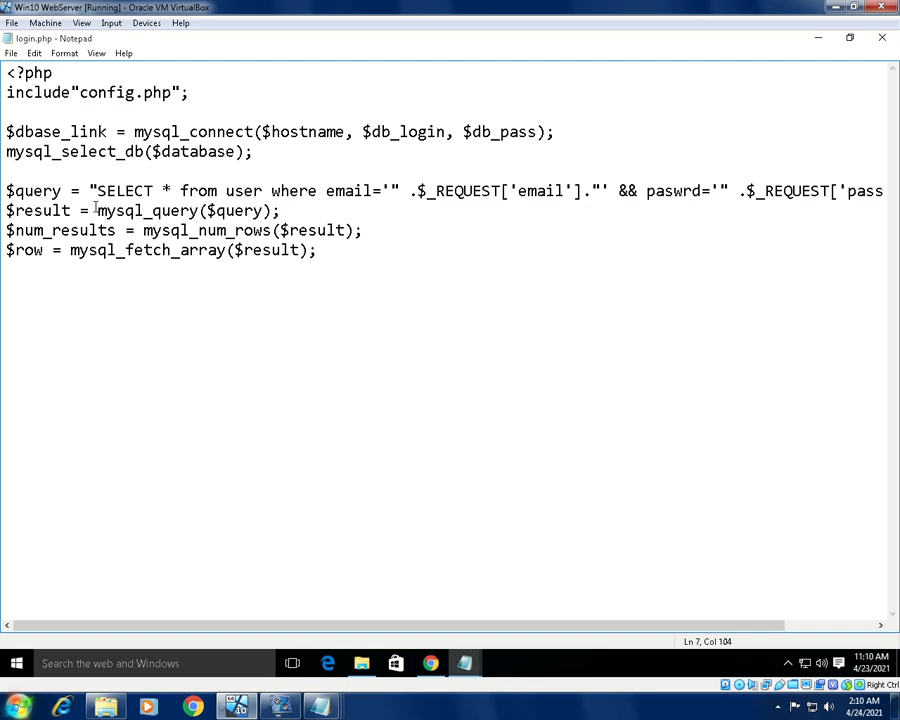 Win10 WebServer [Running] - Oracle VM VirtualBox
File Machine View Input Devices Help
login.php - Notepad
File Edit Format View Help
<?php
include"config.php";
$dbase_link = mysql_connect($hostname, $db_login, $db_pass);
mysql_select_db($database);
$query = "SELECT * from user where email='" .$_REQUEST['email']."' && paswrd='" .$_REQUEST['pass
$result = mysql_query($query);
$num_results = mysql_num_rows($result);
$row = mysql_fetch_array($result);
Ln 7, Col 104
Search the web and Windows
11:10 AM
4/23/2021
Right Ctrl
2:10 AM
4/24/2021